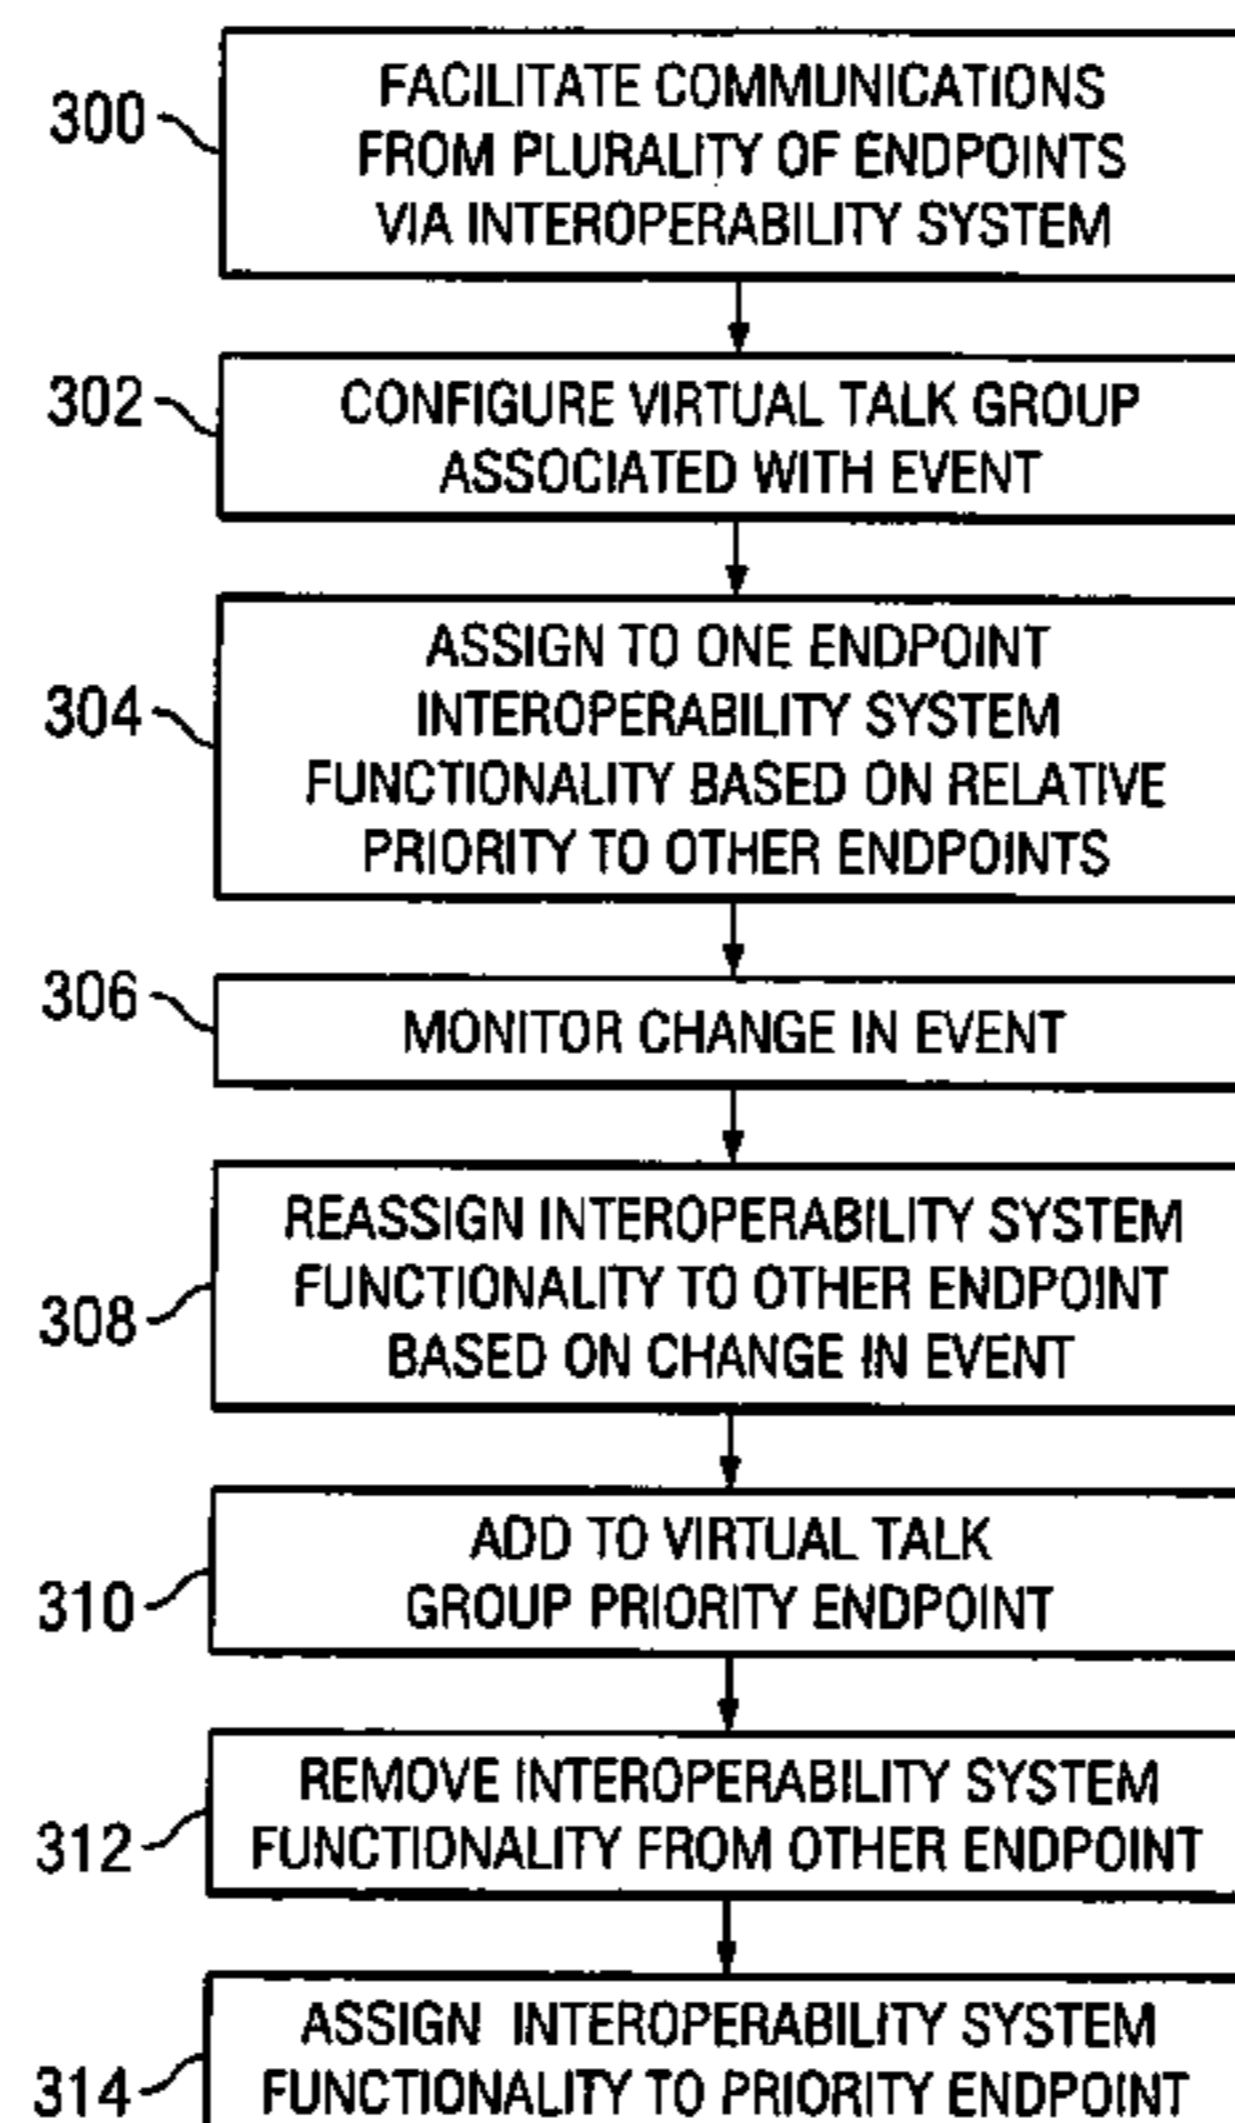 300
FACILITATE COMMUNICATIONS
FROM PLURALITY OF ENDPOINTS
VIA INTEROPERABILITY SYSTEM
302
CONFIGURE VIRTUAL TALK GROUP
ASSOCIATED WITH EVENT
304
ASSIGN TO ONE ENDPOINT
INTEROPERABILITY SYSTEM
FUNCTIONALITY BASED ON RELATIVE
PRIORITY TO OTHER ENDPOINTS
306
MONITOR CHANGE IN EVENT
308
REASSIGN INTEROPERABILITY SYSTEM
FUNCTIONALITY TO OTHER ENDPOINT
BASED ON CHANGE IN EVENT
310
ADD TO VIRTUAL TALK
GROUP PRIORITY ENDPOINT
312
REMOVE INTEROPERABILITY SYSTEM
FUNCTIONALITY FROM OTHER ENDPOINT
314
ASSIGN INTEROPERABILITY SYSTEM
FUNCTIONALITY TO PRIORITY ENDPOINT